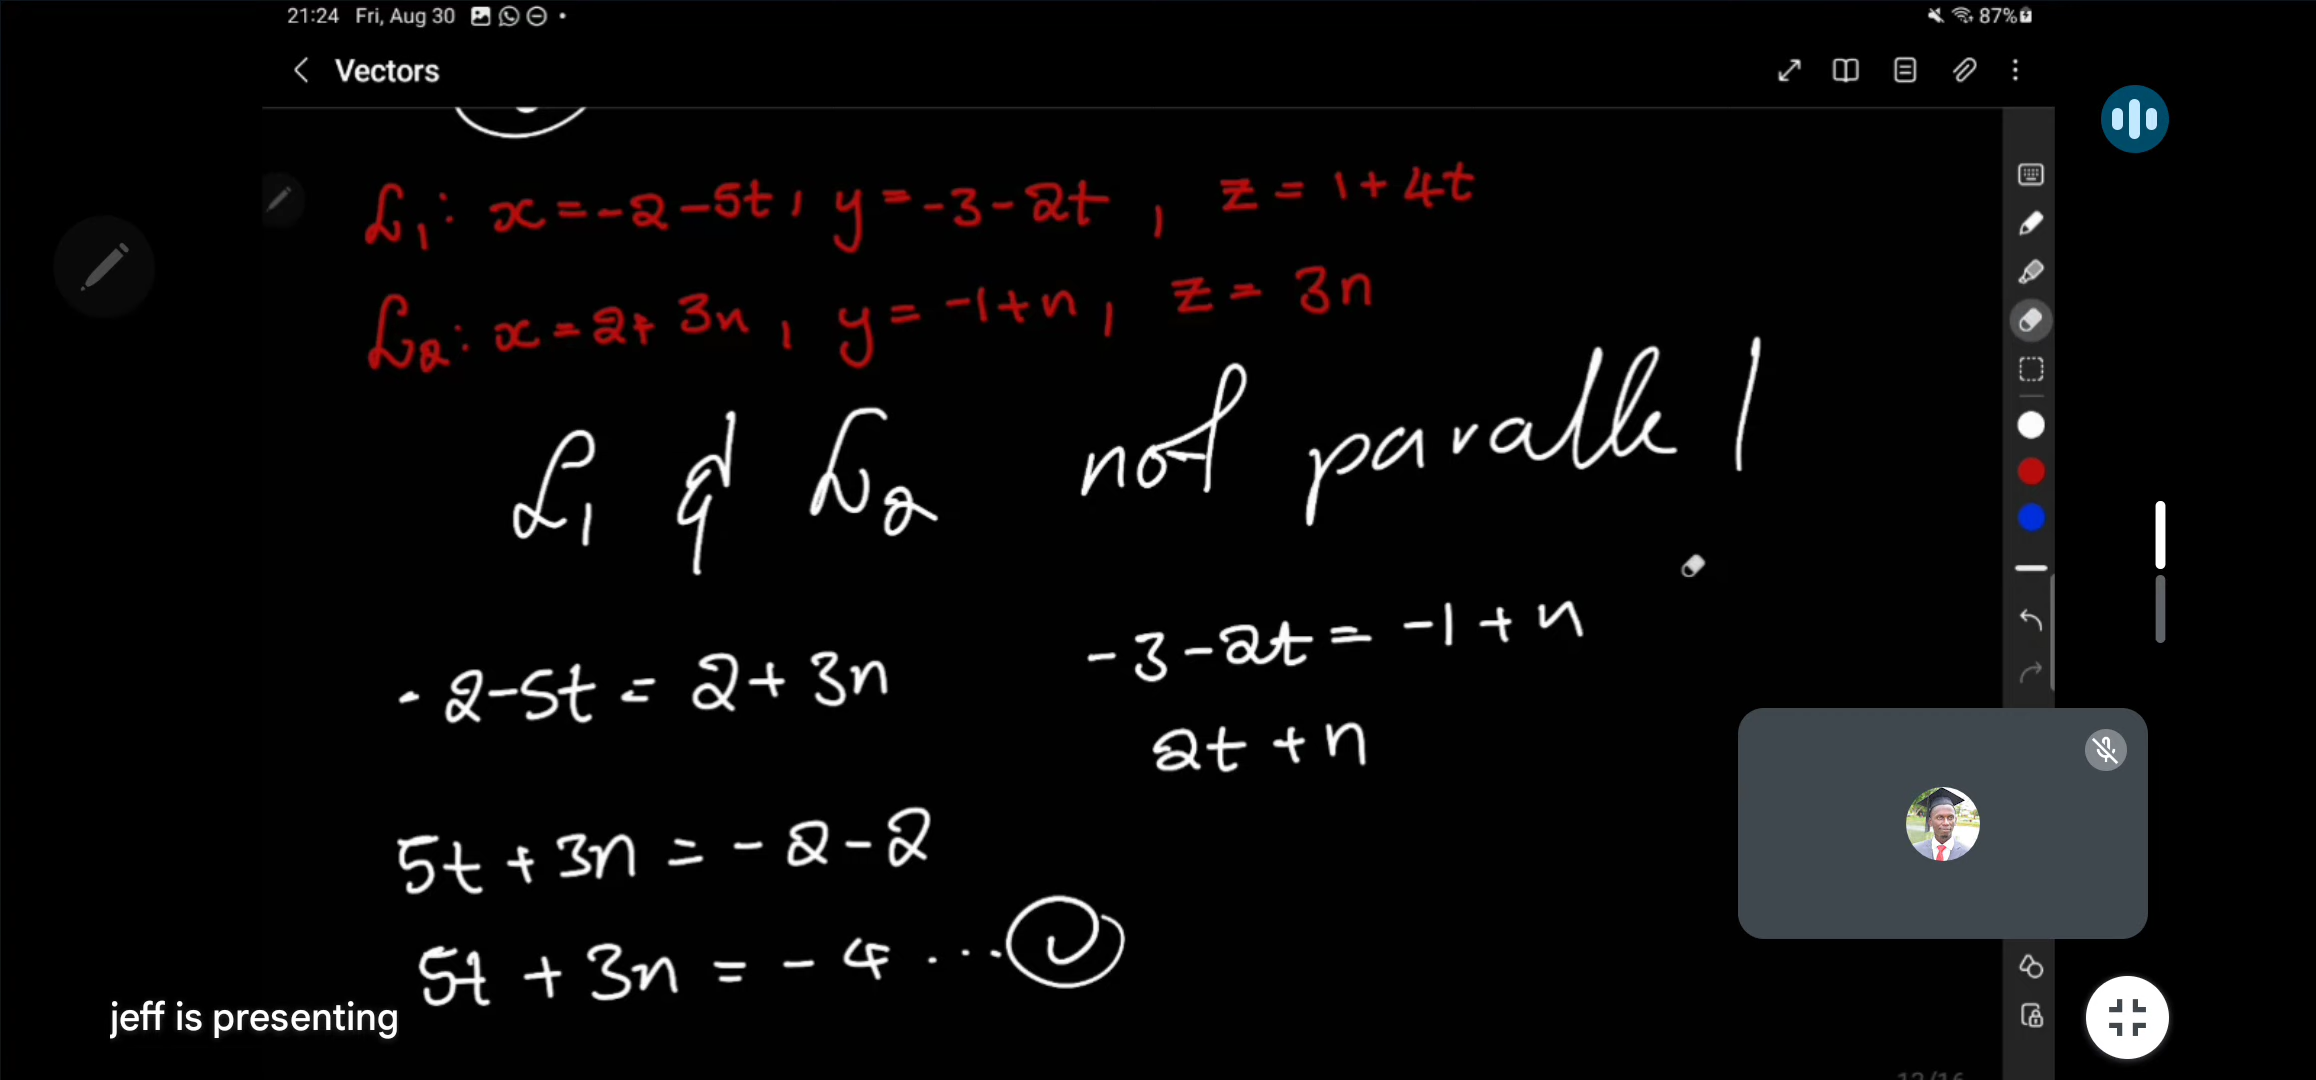 21:24 Fri, Aug 30
87%
Vectors
L₁: x = -2 - 5t, y = -3 - 2t, z = 1 + 4t
L₂: x = 2 + 3n, y = -1 + n, z = 3n
L₁ & L₂ not parallel
-2 - 5t = 2 + 3n
-3 - 2t = -1 + n
2t + n
5t + 3n = -2 - 2
5t + 3n = -4 ...
jeff is presenting